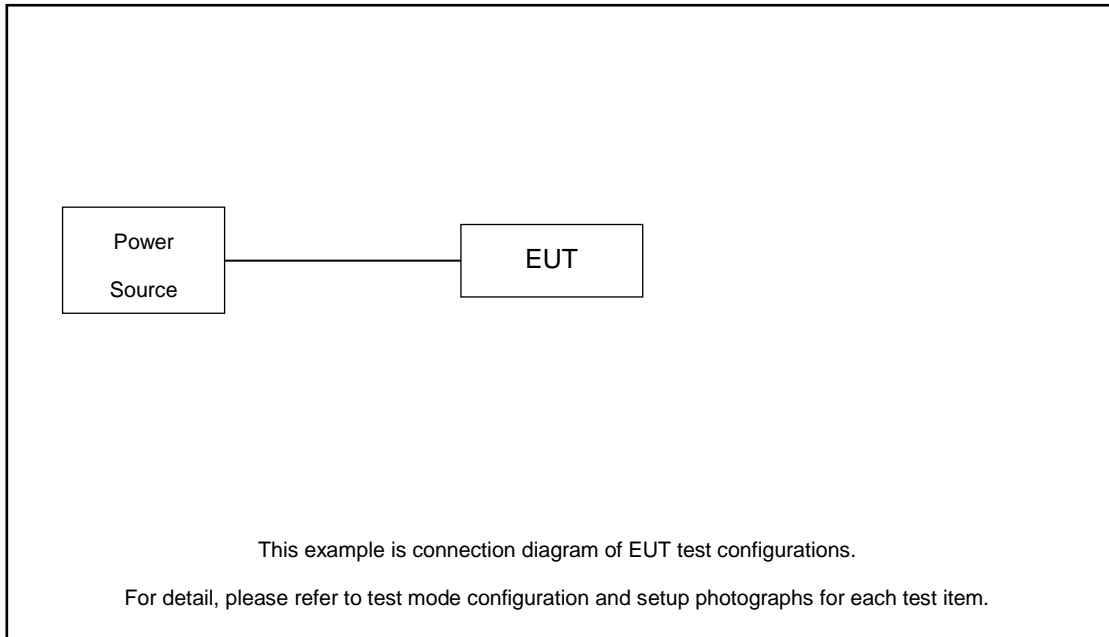 Power
Source
EUT
This example is connection diagram of EUT test configurations.
For detail, please refer to test mode configuration and setup photographs for each test item.